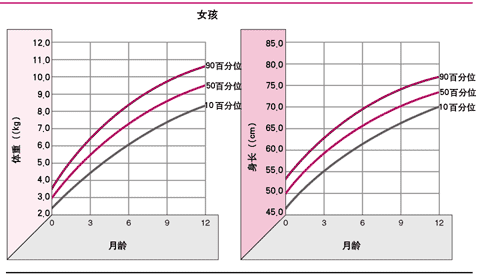 女孩
12,0
11,0
10,0
9,0
8,0
7,0
6,0
5,0
4,0
3,0
2,0
体重（(kg）
90百分位
50百分位
10百分位
0 3 6 9 12
月龄
85,0
80,0
75,0
70,0
65,0
60,0
55,0
50,0
45,0
身长（(cm）
90百分位
50百分位
10百分位
0 3 6 9 12
月龄